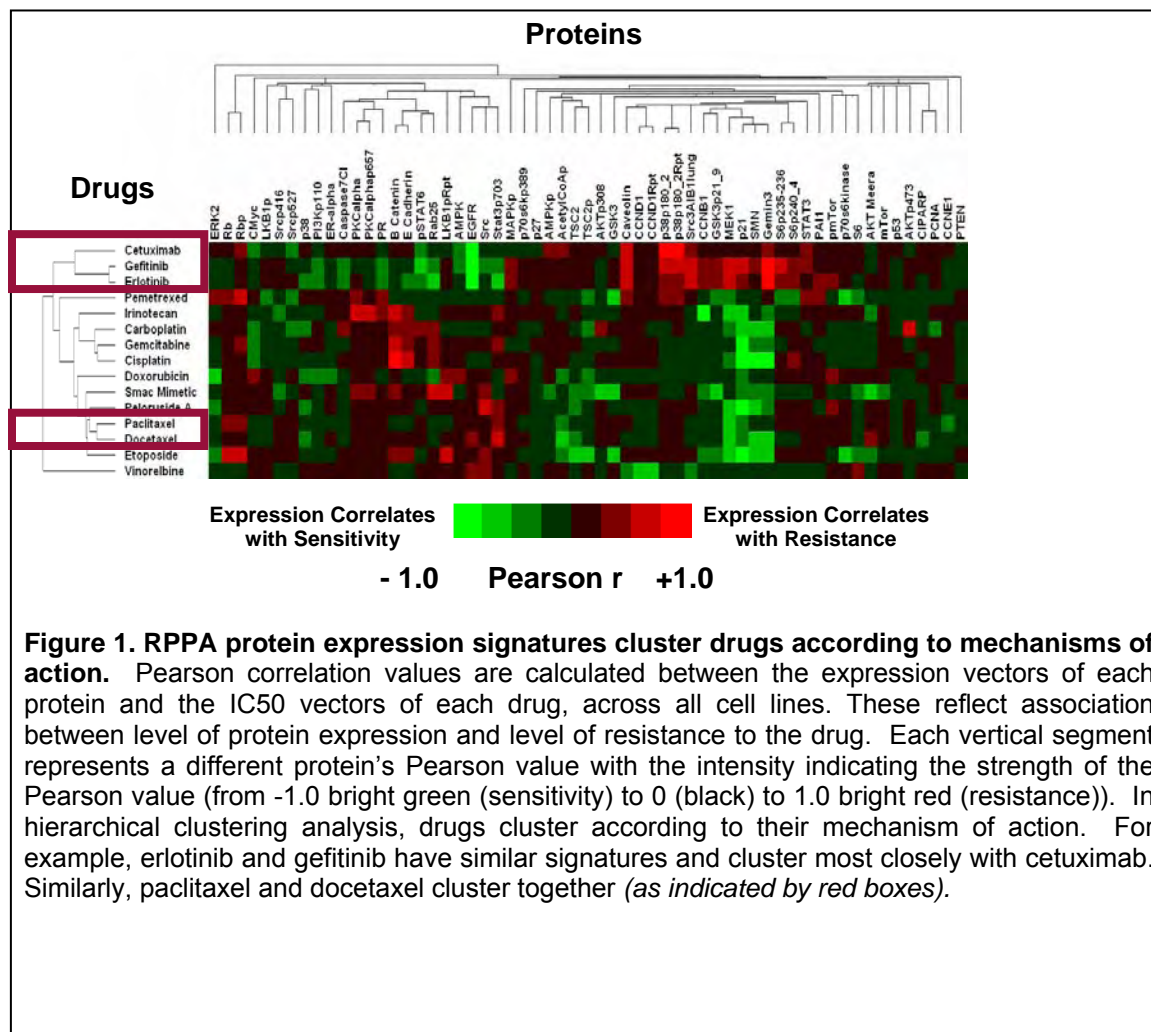 Proteins
Drugs
ERK2
Rb
Rbp
CMyc
LKB1p
Srcp416
Srcp527
p38
PI3Kp110
ER-alpha
Caspase7Cl
PKCalpha
PKCalphap657
PR
B Catenin
E Cadherin
pSTAT6
Rab25
LKB1pRpt
AMPK
EGFR
Src
Stat3p703
MAPKp
p70s6kp389
p27
AMPKp
AcetylCoAp
TSC2
TSC2p
AKTp308
GSK3
Caveolin
CCND1
CCND1Rpt
p38p180_2
p38p180_2Rpt
Src3AIB1lung
CCNB1
GSK3p21_9
MEK1
p21
SMN
Gemin3
S6p235-236
S6p240_4
STAT3
PAI1
pmTor
p70s6kinase
S6
AKT Meera
mTor
p53
AKTp473
ClPARP
PCNA
CCNE1
PTEN
Cetuximab
Gefitinib
Erlotinib
Pemetrexed
Irinotecan
Carboplatin
Gemcitabine
Cisplatin
Doxorubicin
Smac Mimetic
Peloruside A
Paclitaxel
Docetaxel
Etoposide
Vinorelbine
Expression Correlates
with Sensitivity
Expression Correlates
with Resistance
- 1.0 Pearson r +1.0
Figure 1. RPPA protein expression signatures cluster drugs according to mechanisms of
action. Pearson correlation values are calculated between the expression vectors of each
protein and the IC50 vectors of each drug, across all cell lines. These reflect association
between level of protein expression and level of resistance to the drug. Each vertical segment
represents a different protein's Pearson value with the intensity indicating the strength of the
Pearson value (from -1.0 bright green (sensitivity) to 0 (black) to 1.0 bright red (resistance)). In
hierarchical clustering analysis, drugs cluster according to their mechanism of action. For
example, erlotinib and gefitinib have similar signatures and cluster most closely with cetuximab.
Similarly, paclitaxel and docetaxel cluster together (as indicated by red boxes).